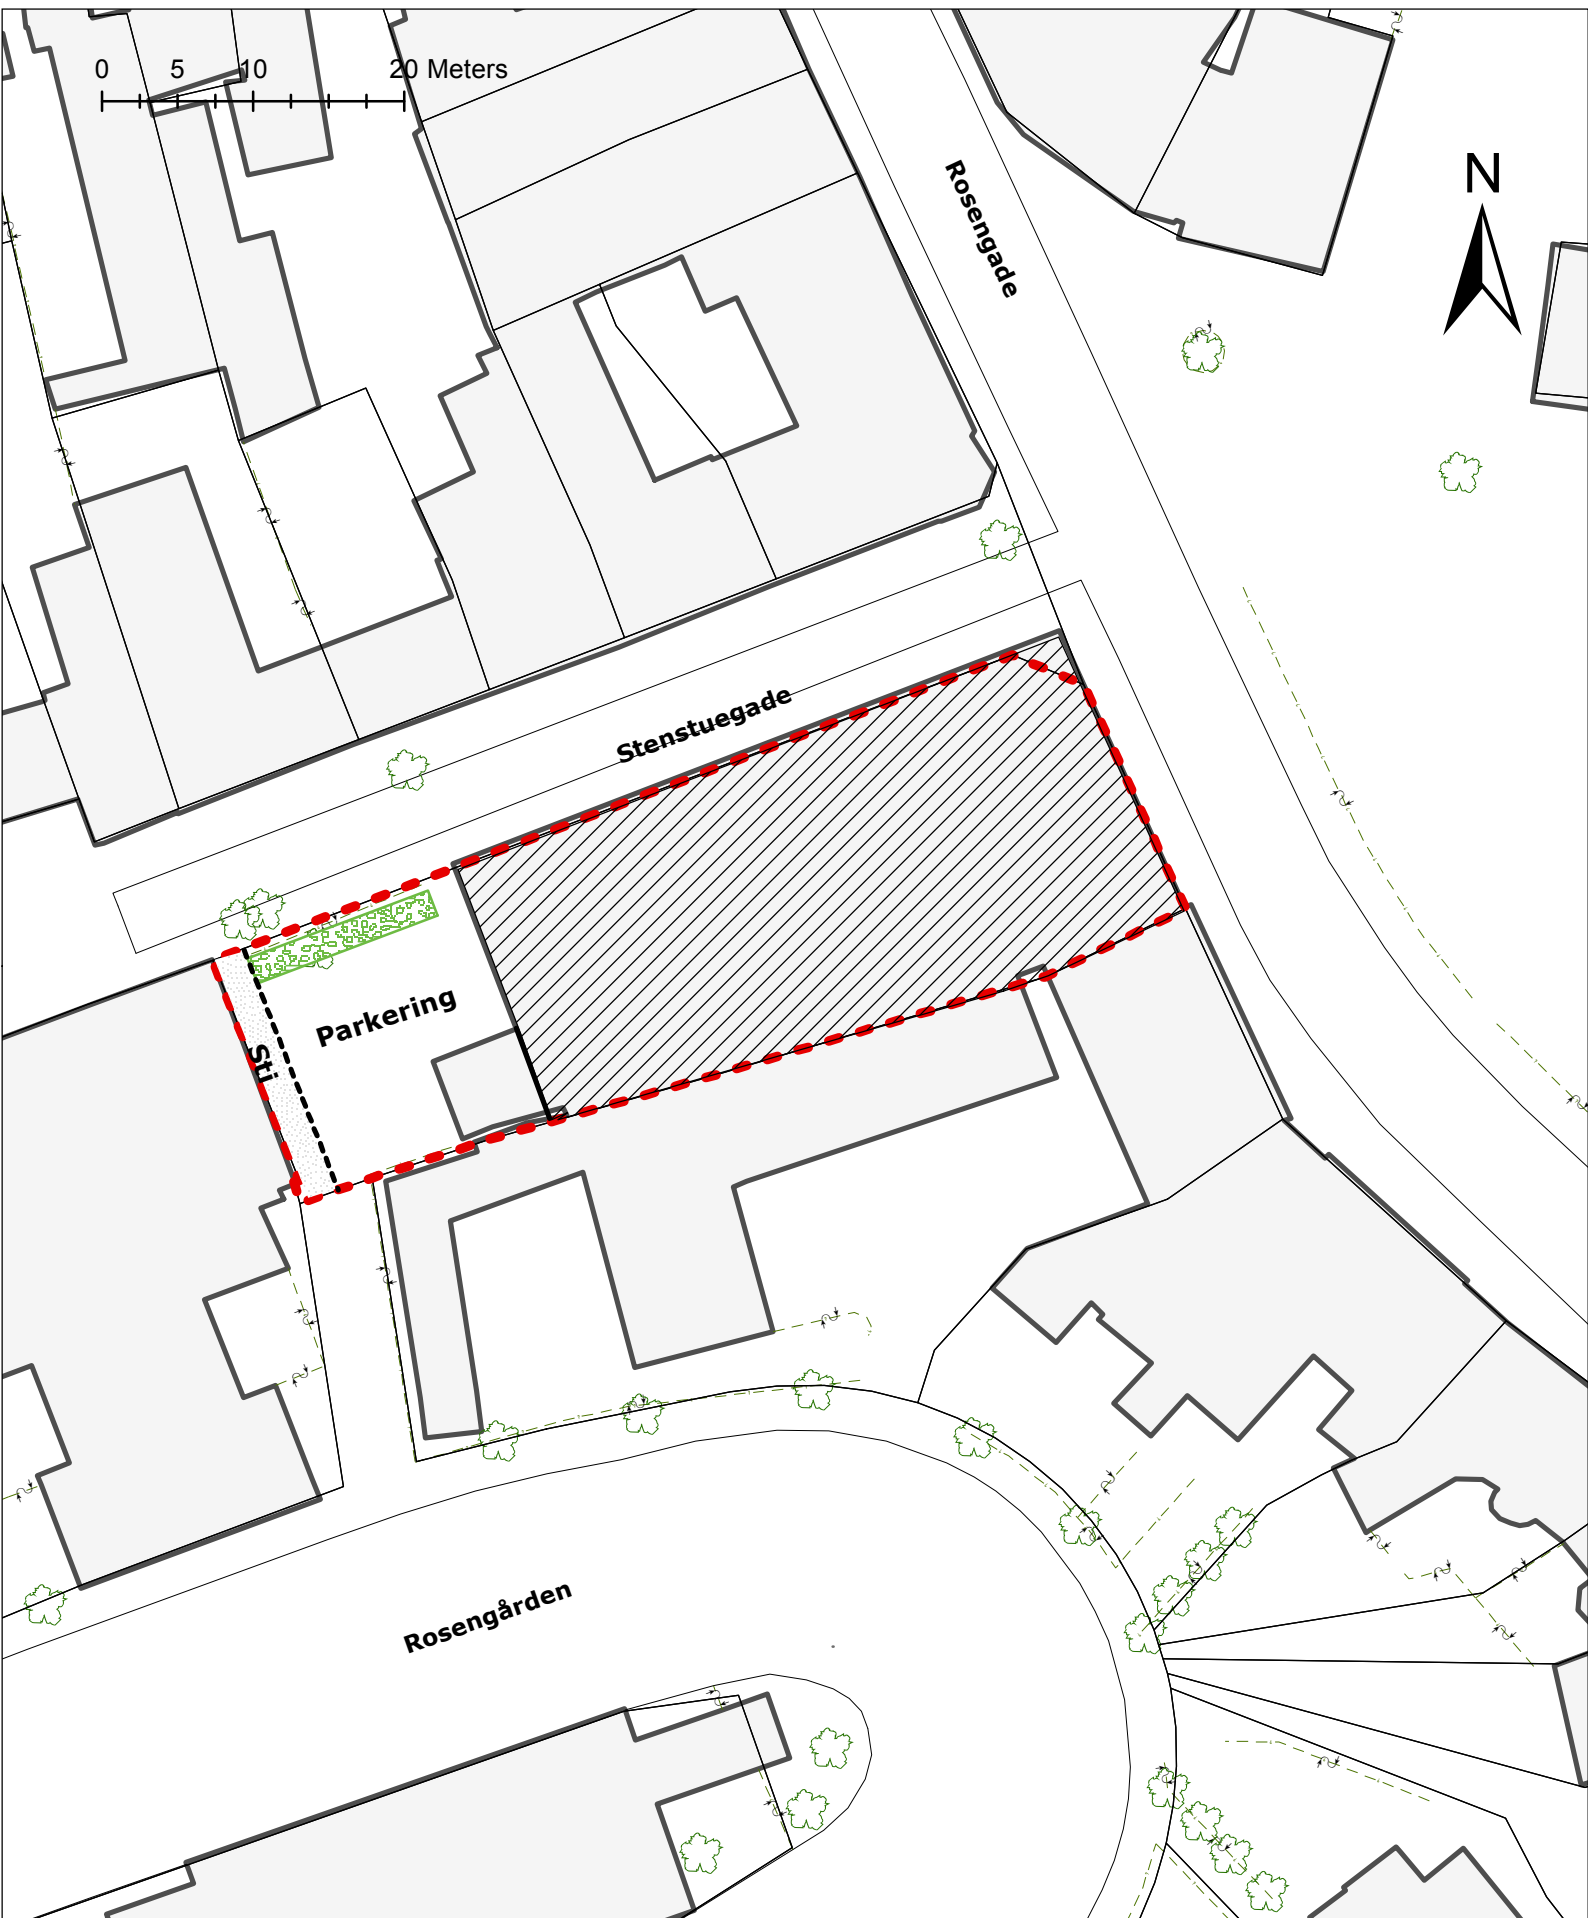 0 5 10 20 Meters
N
Rosengade
Stenstuegade
Parkering
Sti
Rosengården